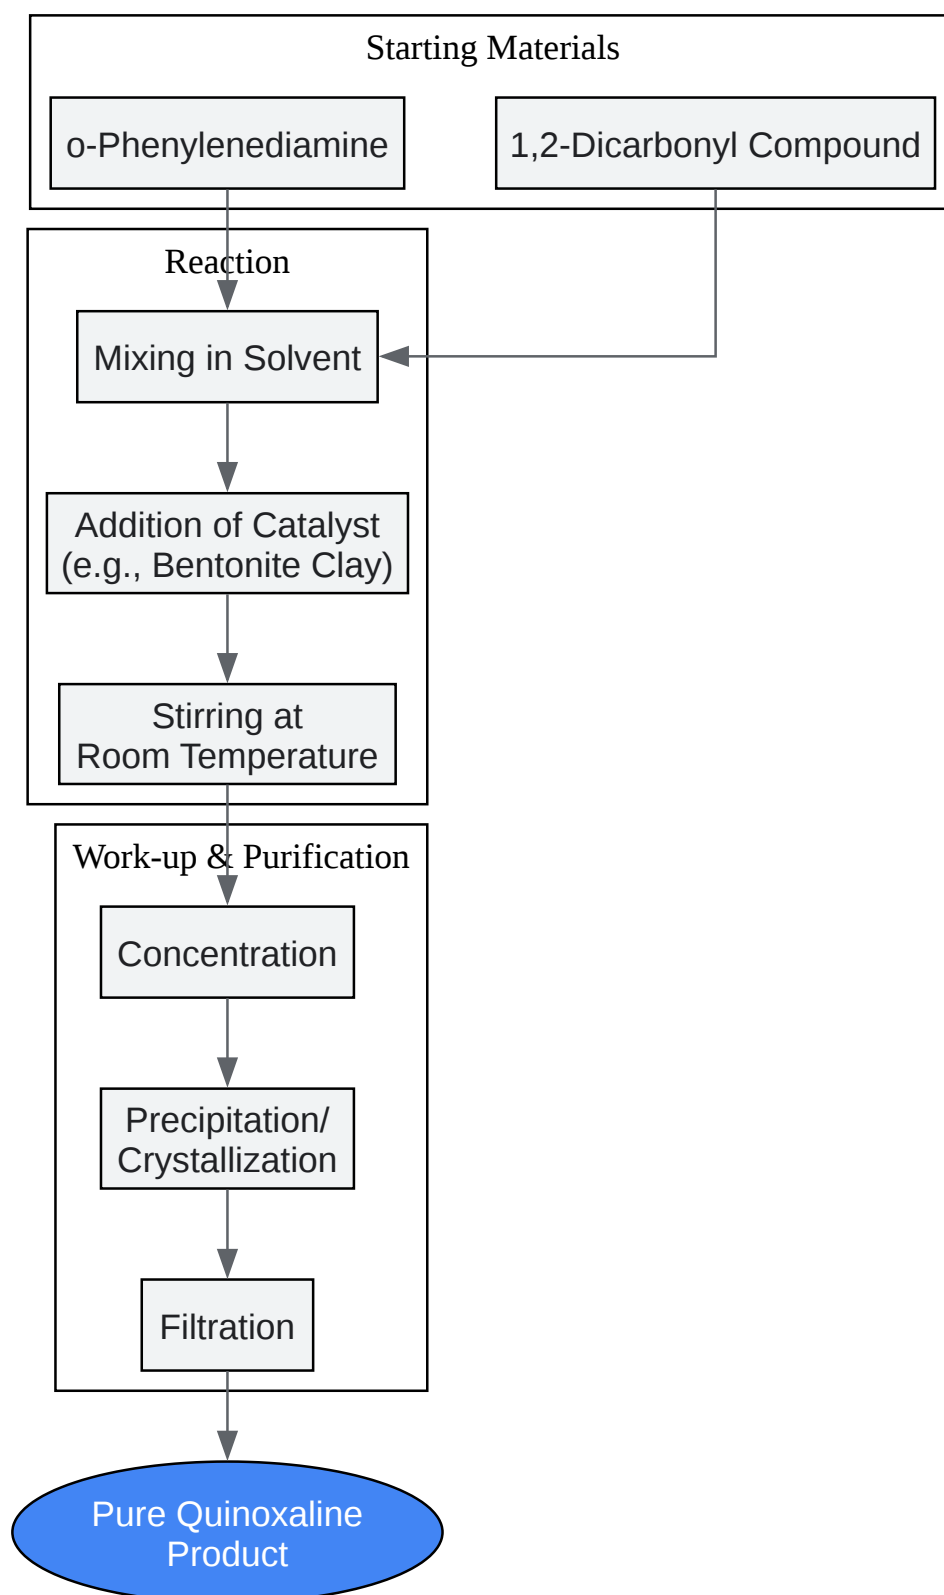 Starting Materials
o-Phenylenediamine
1,2-Dicarbonyl Compound
Reaction
Mixing in Solvent
Addition of Catalyst
(e.g., Bentonite Clay)
Stirring at
Room Temperature
Work-up & Purification
Concentration
Precipitation/
Crystallization
Filtration
Pure Quinoxaline
Product